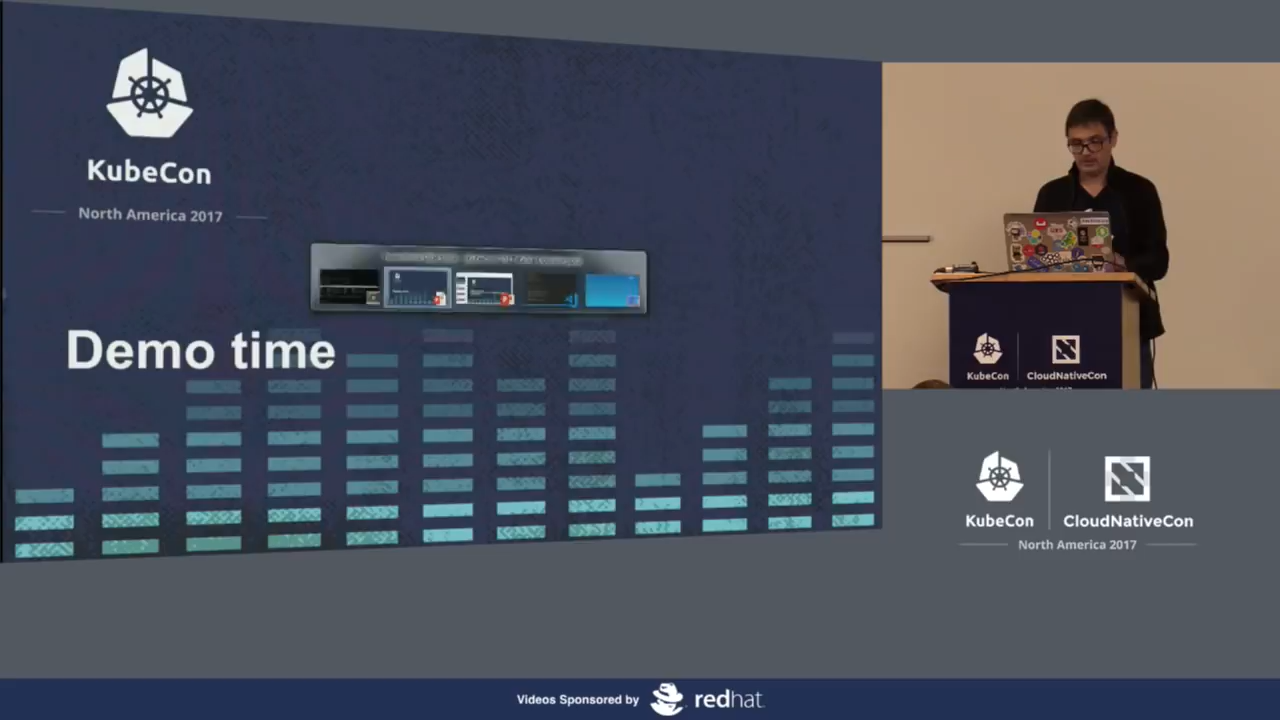 KubeCon
North America 2017
Demo time
KubeCon
CloudNativeCon
KubeCon
CloudNativeCon
North America 2017
Videos Sponsored by
redhat